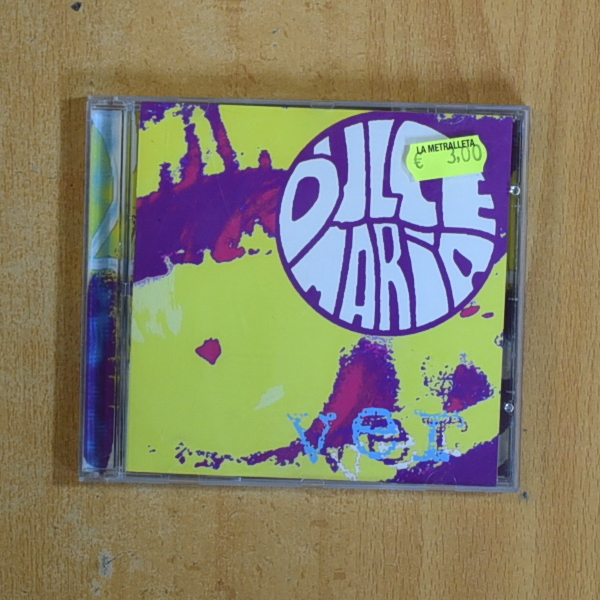 DULCE
MARIA
LA METRALLETA
€ 3,00
ver